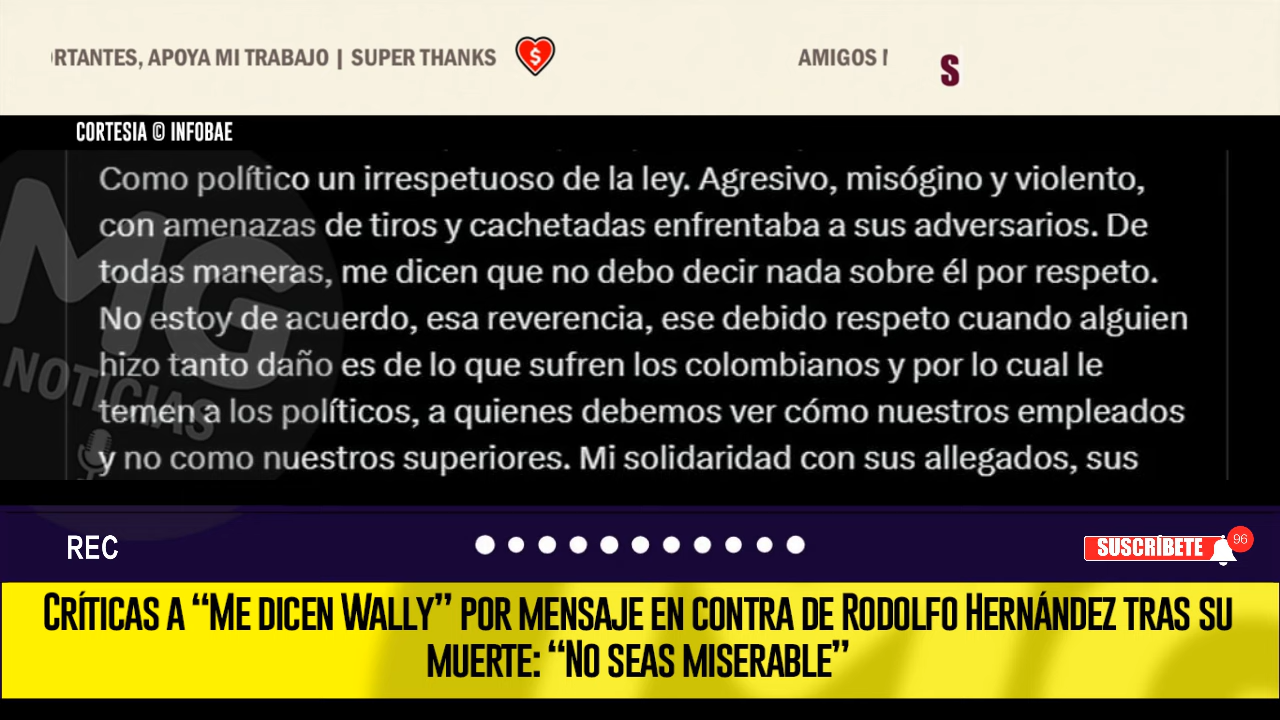 RTANTES, APOYA MI TRABAJO | SUPER THANKS
AMIGOS
S
CORTESIA © INFOBAE
Como político un irrespetuoso de la ley. Agresivo, misógino y violento,
con amenazas de tiros y cachetadas enfrentaba a sus adversarios. De
todas maneras, me dicen que no debo decir nada sobre él por respeto.
No estoy de acuerdo, esa reverencia, ese debido respeto cuando alguien
hizo tanto daño es de lo que sufren los colombianos y por lo cual le
temen a los políticos, a quienes debemos ver cómo nuestros empleados
y no como nuestros superiores. Mi solidaridad con sus allegados, sus
MG
NOTICIAS
REC
SUSCRÍBETE
96
CRÍTICAS A “ME DICEN WALLY” POR MENSAJE EN CONTRA DE RODOLFO HERNÁNDEZ TRAS SU
MUERTE: “NO SEAS MISERABLE”